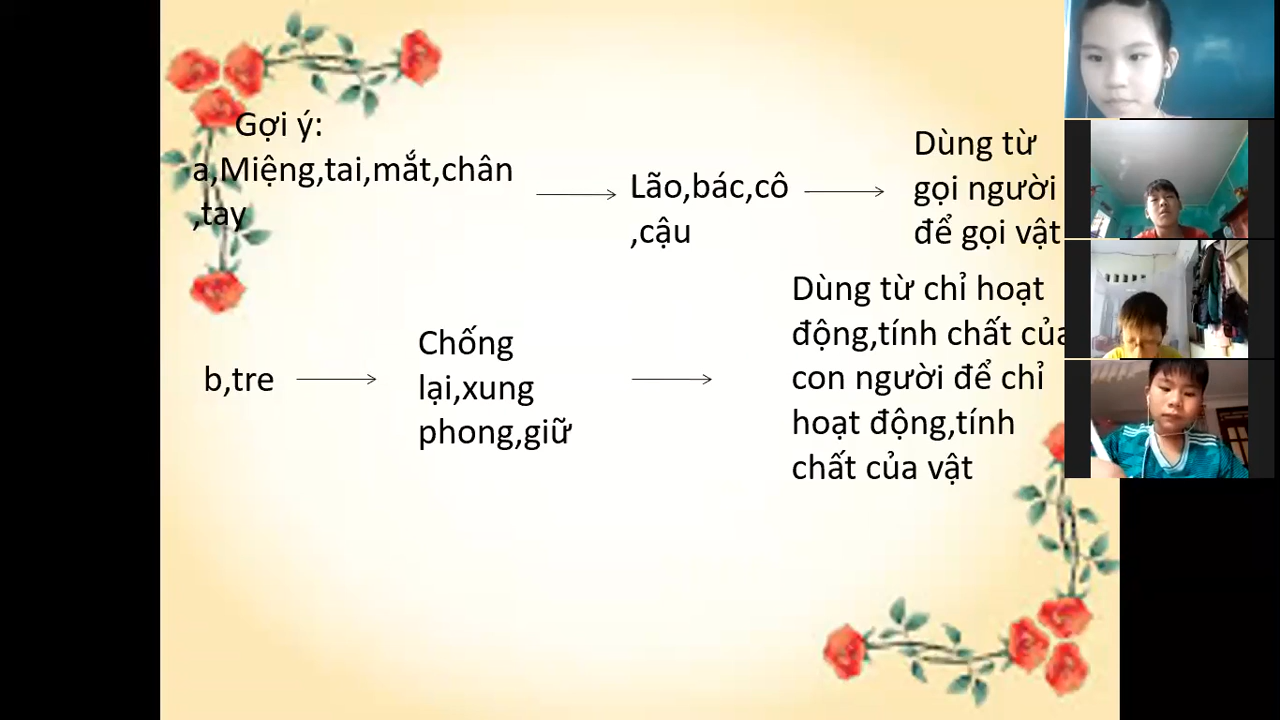 Gợi ý:
a,Miệng,tai,mắt,chân
,tay
Lão,bác,cô
,cậu
Dùng từ
gọi người
để gọi vật
b,tre
Chống
lại,xung
phong,giữ
Dùng từ chỉ hoạt
động,tính chất của
con người để chỉ
hoạt động,tính
chất của vật